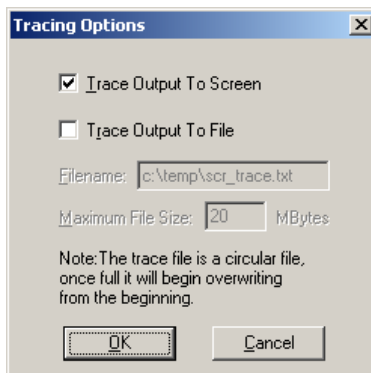 Tracing Options
Trace Output To Screen
Trace Output To File
Filename: c:\temp\scr_trace.txt
Maximum File Size: 20 MBytes
Note:The trace file is a circular file,
once full it will begin overwriting
from the beginning.
OK Cancel